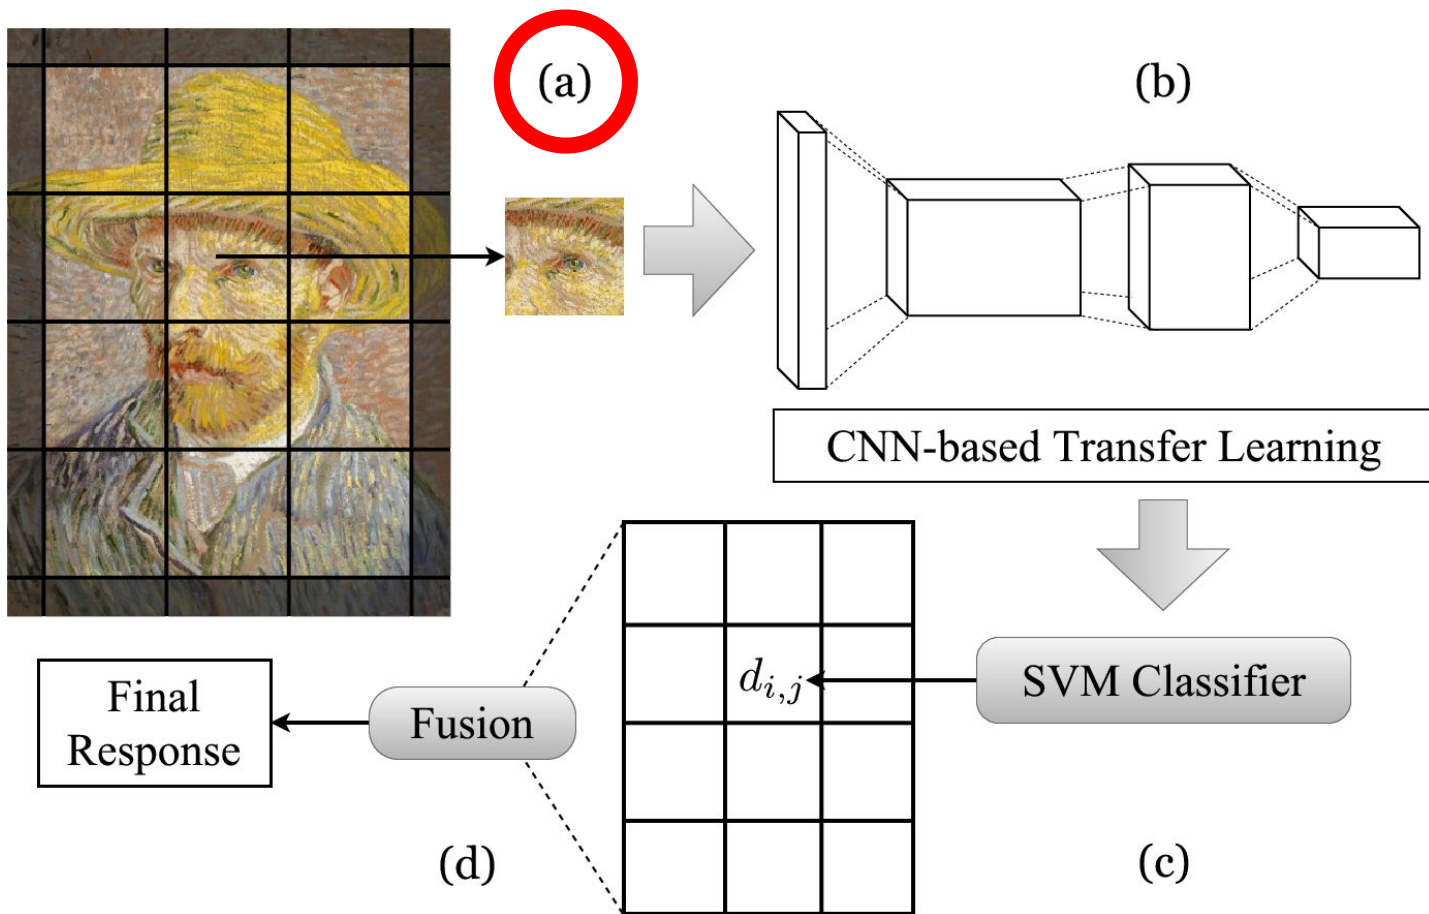 (a)
(b)
CNN-based Transfer Learning
SVM Classifier
d_{i,j}
Fusion
Final
Response
(d)
(c)